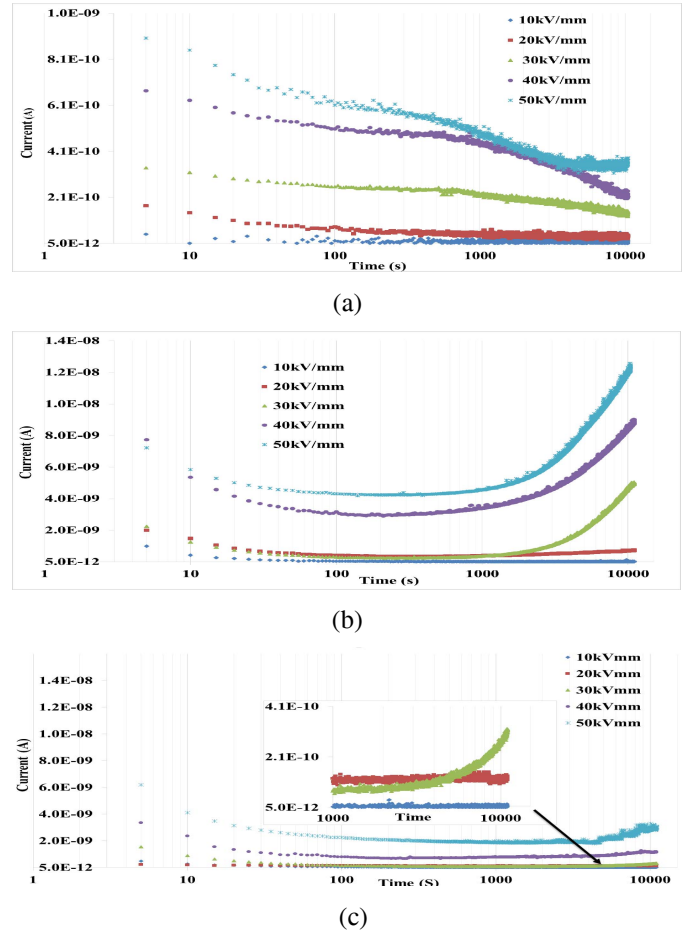 1.0E-09
8.1E-10
6.1E-10
4.1E-10
2.1E-10
5.0E-12
Current (A)
10kV/mm
20kV/mm
30kV/mm
40kV/mm
50kV/mm
1 10 100 1000 10000
Time (s)
(a)
1.4E-08
1.2E-08
1.0E-08
8.0E-09
6.0E-09
4.0E-09
2.0E-09
5.0E-12
Current (A)
10kV/mm
20kV/mm
30kV/mm
40kV/mm
50kV/mm
1 10 100 1000 10000
Time (s)
(b)
1.4E-08
1.2E-08
1.0E-08
8.0E-09
6.0E-09
4.0E-09
2.0E-09
5.0E-12
Current (A)
10kVmm
20kVmm
30kVmm
40kVmm
50kVmm
4.1E-10
2.1E-10
5.0E-12
1000 10000
Time
1 10 100 1000 10000
Time (S)
(c)